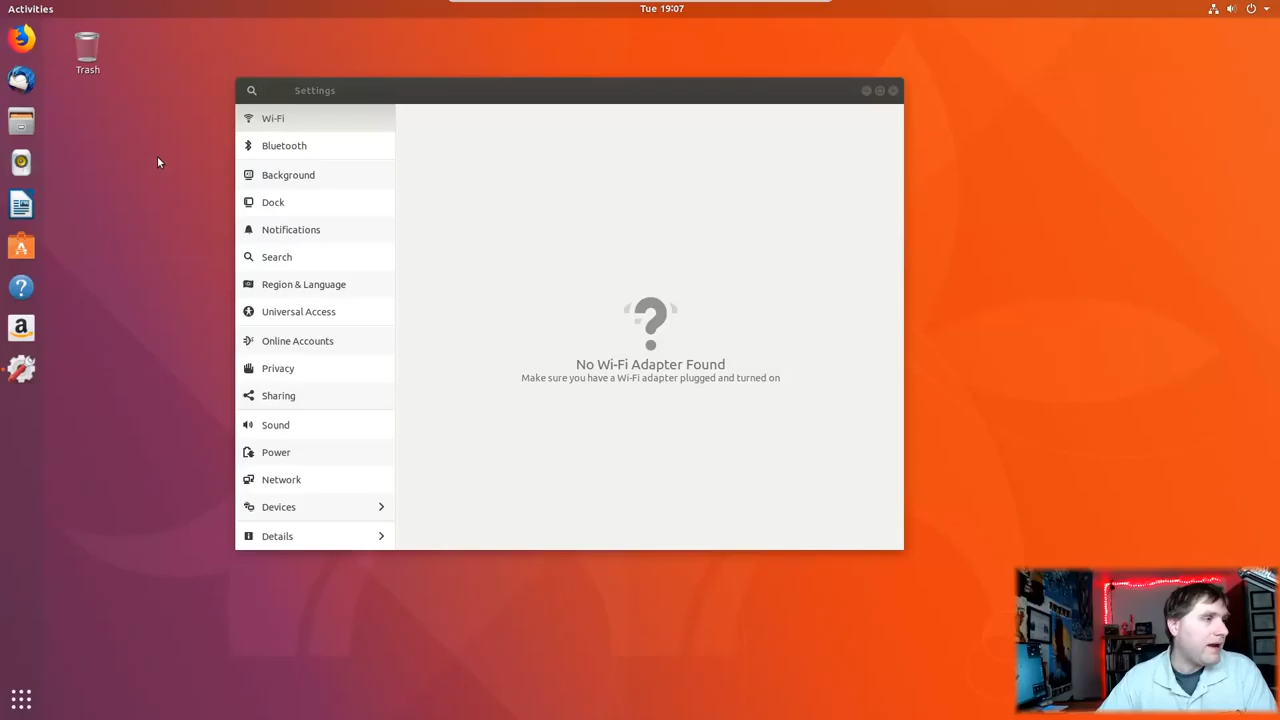 Activities
Tue 19:07
Trash
Settings
Wi-Fi
Bluetooth
Background
Dock
Notifications
Search
Region & Language
Universal Access
Online Accounts
Privacy
Sharing
Sound
Power
Network
Devices
Details
No Wi-Fi Adapter Found
Make sure you have a Wi-Fi adapter plugged and turned on